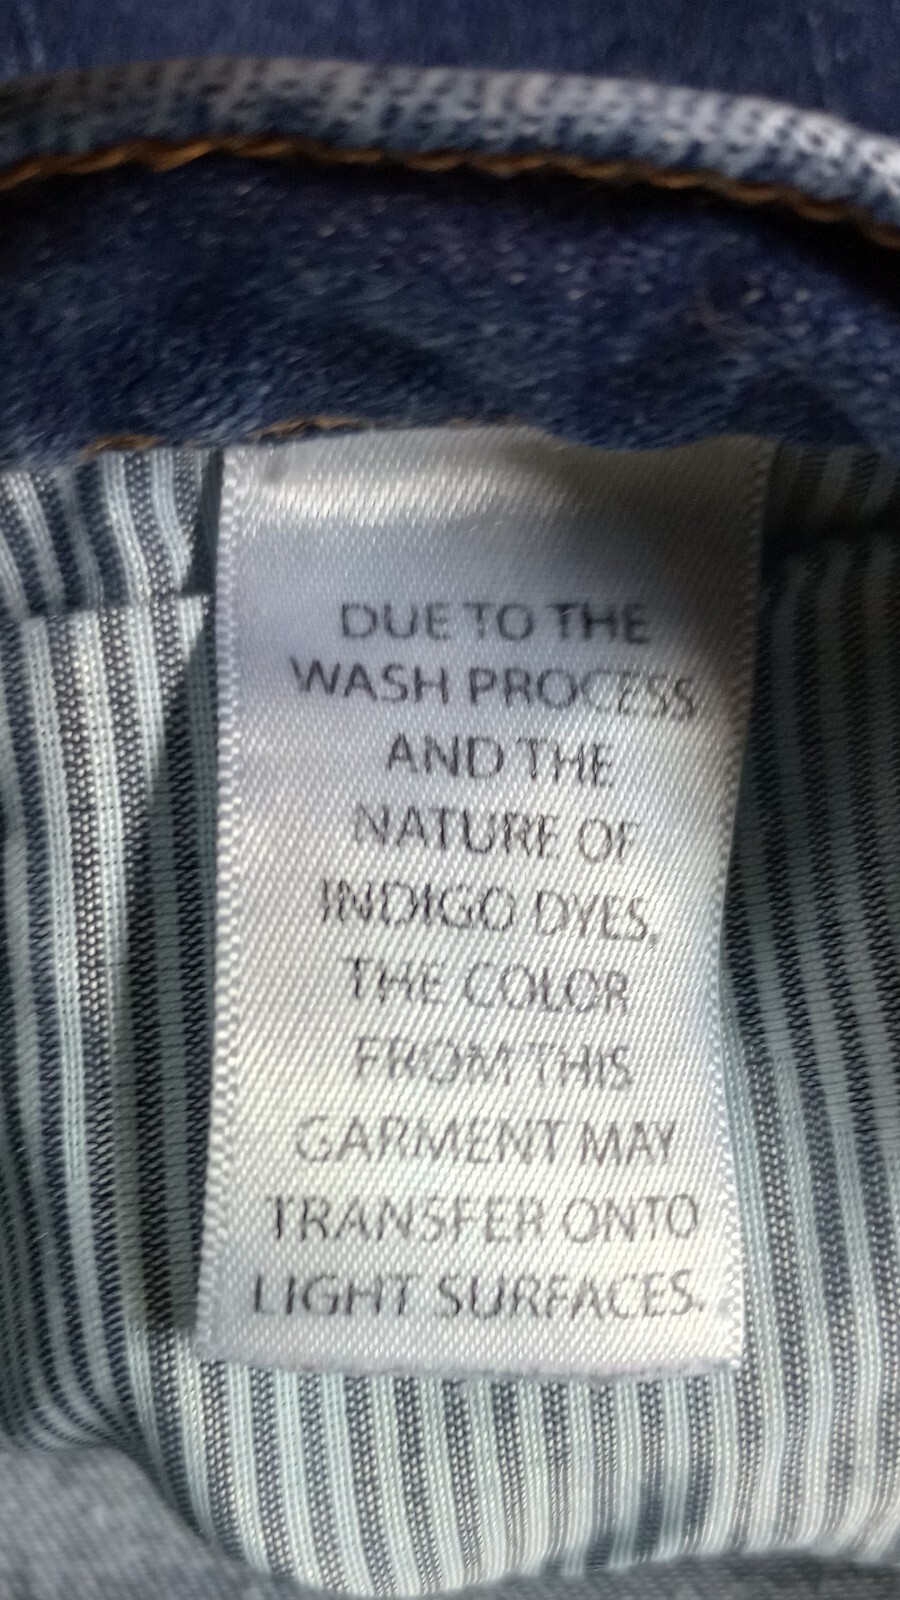 DUE TO THE
WASH PROCESS
AND THE
NATURE OF
INDIGO DYES,
THE COLOR
FROM THIS
GARMENT MAY
TRANSFER ONTO
LIGHT SURFACES.